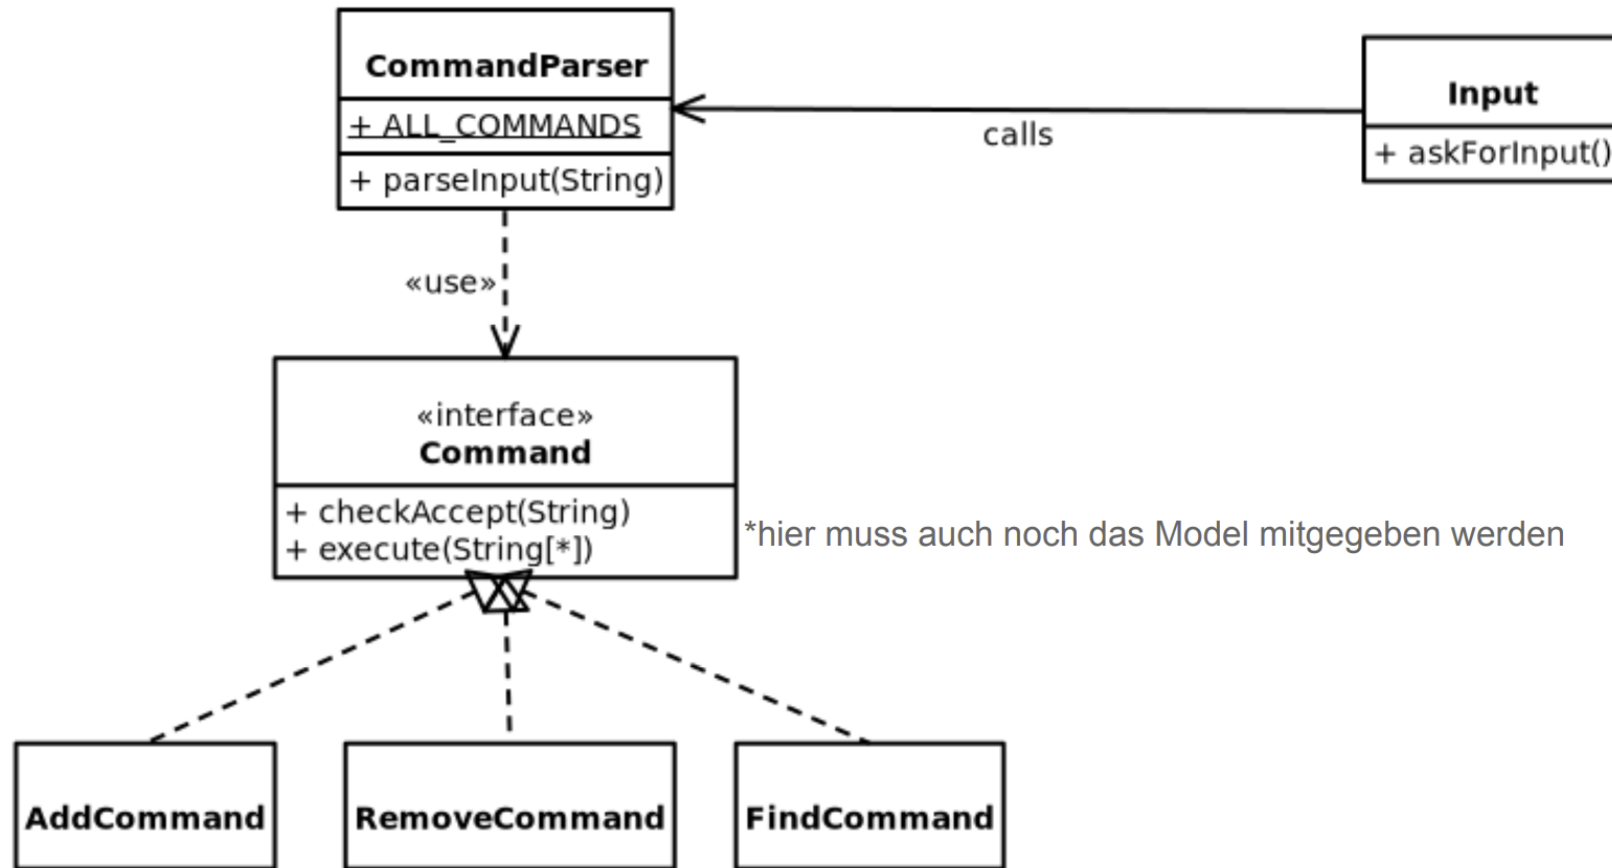 CommandParser
+ ALL_COMMANDS
+ parseInput(String)
Input
+ askForInput()
calls
«use»
«interface»
Command
+ checkAccept(String)
+ execute(String[*])
*hier muss auch noch das Model mitgegeben werden
AddCommand
RemoveCommand
FindCommand